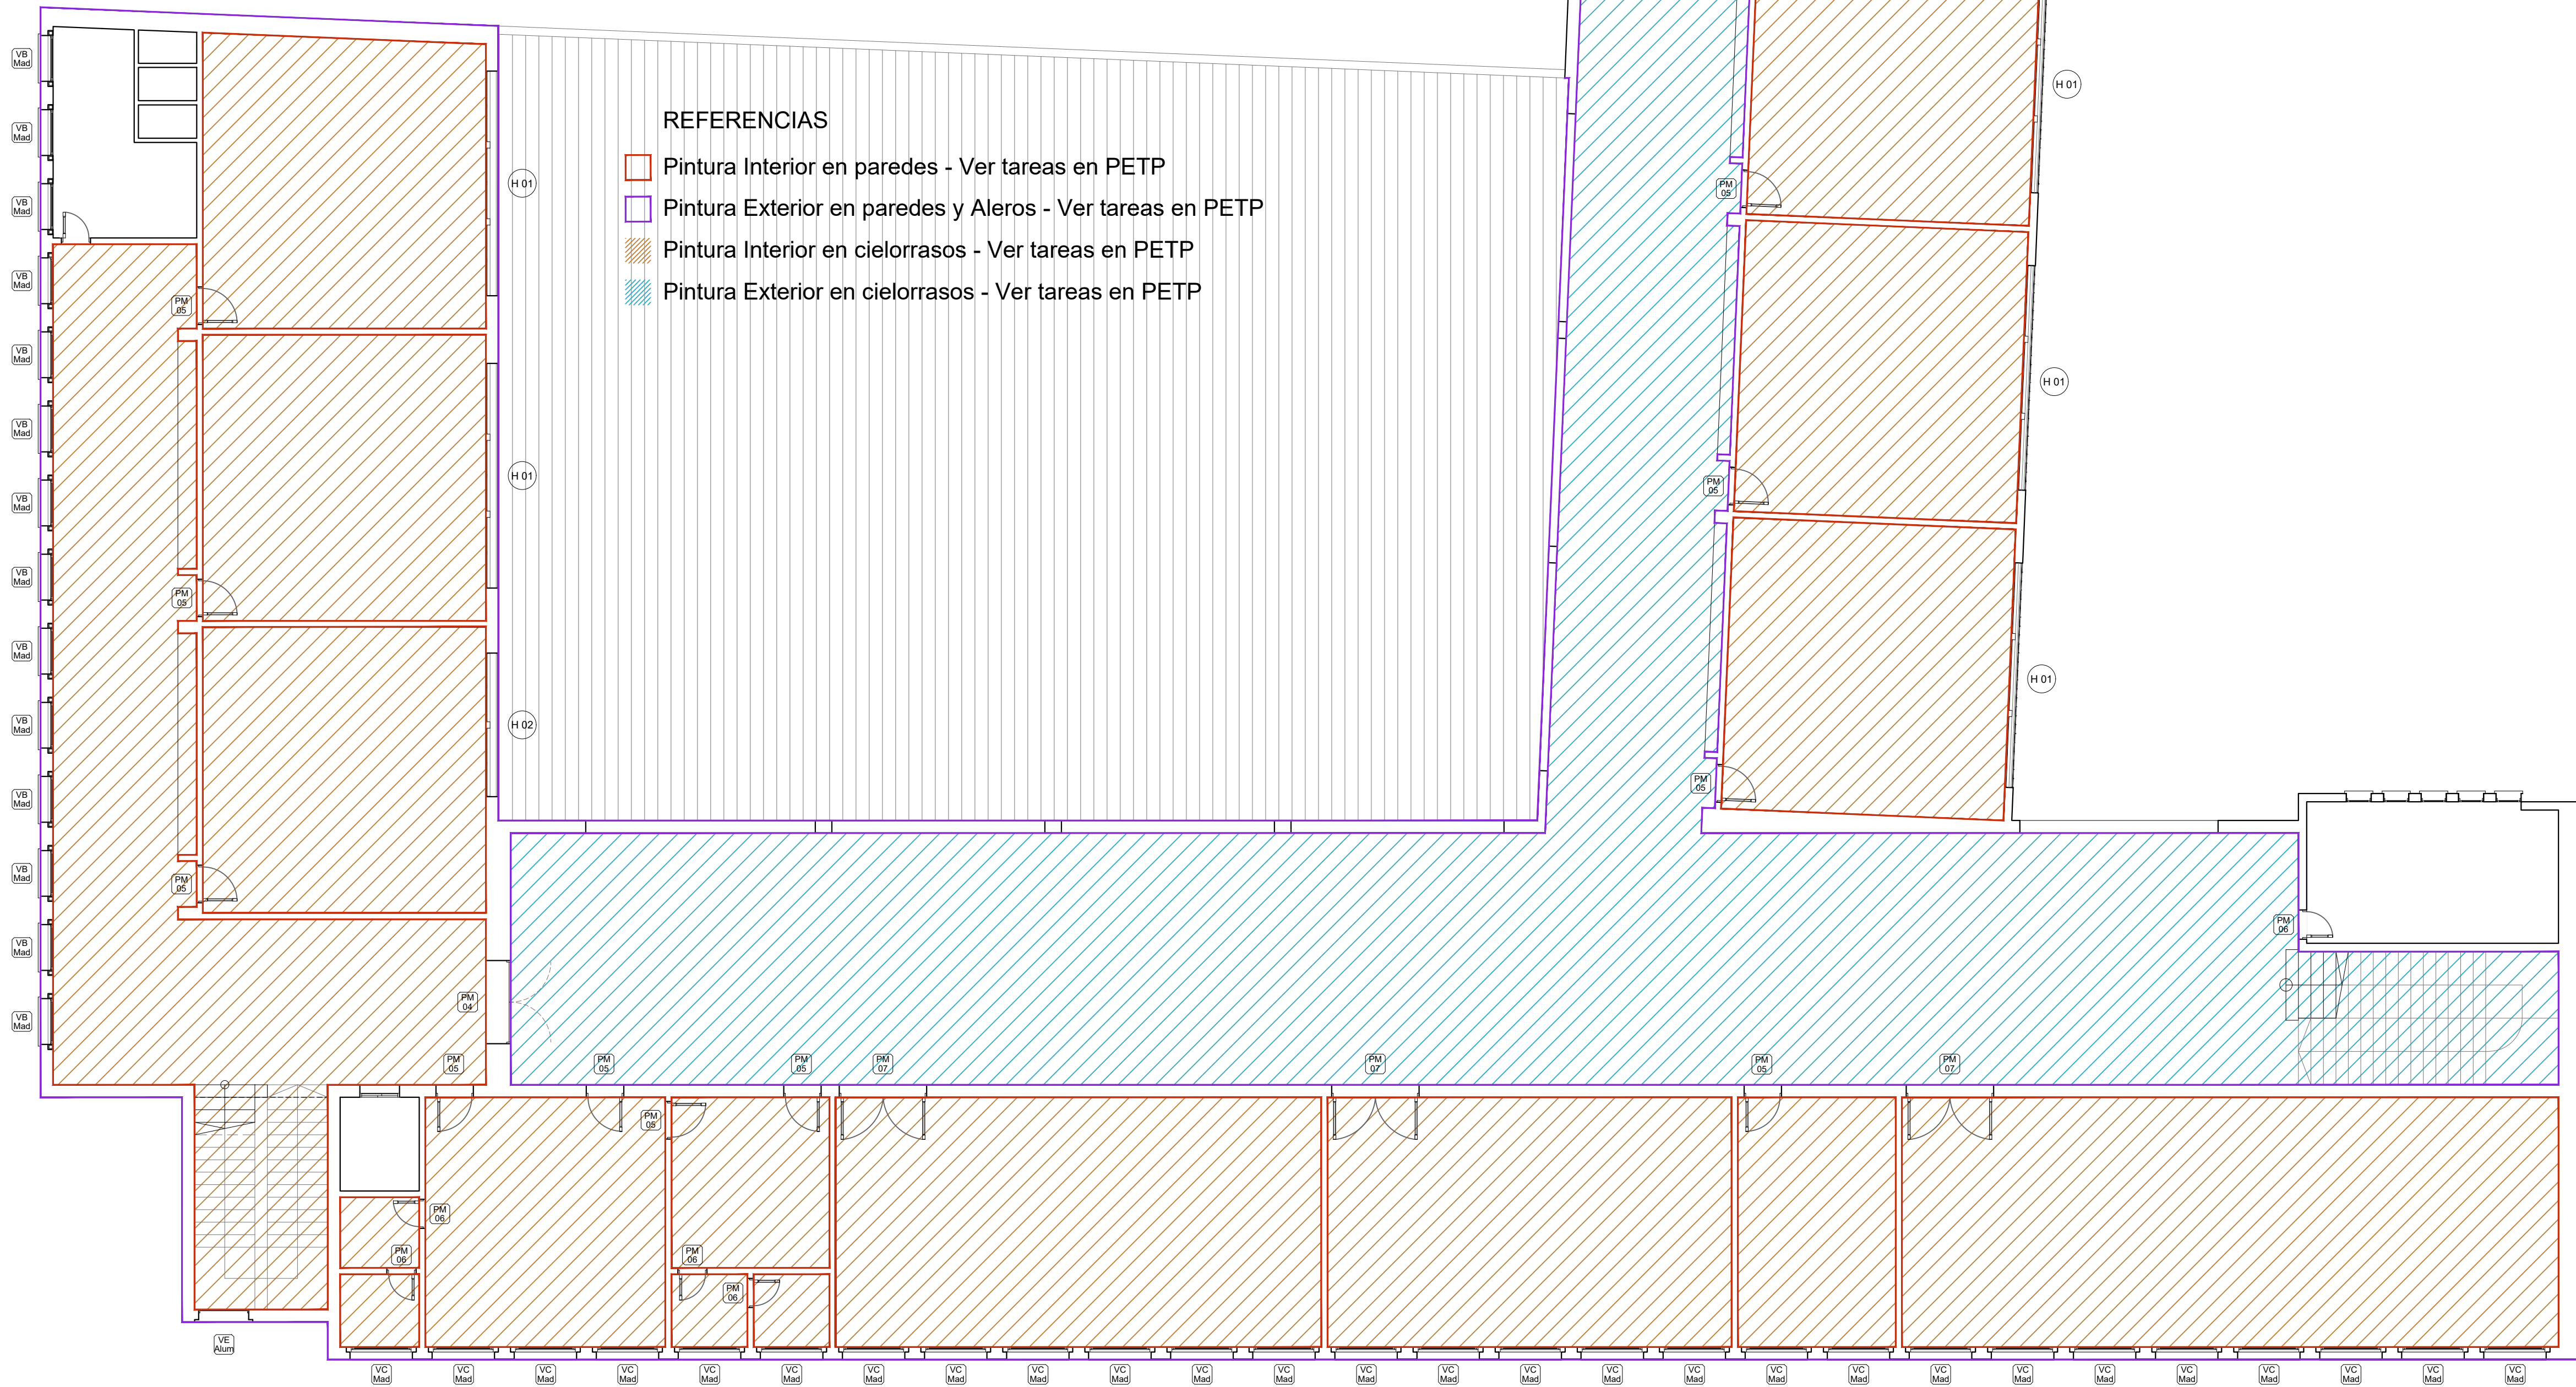 VB
Mad
H 01
REFERENCIAS
VB
Mad
Pintura Interior en paredes - Ver tareas en PETP
H 01
PM
05
VB
Mad
Pintura Exterior en paredes y Aleros - Ver tareas en PETP
Pintura Interior en cielorrasos - Ver tareas en PETP
VB
Mad
Pintura Exterior en cielorrasos - Ver tareas en PETP
PM
05
VB
Mad
H 01
VB
Mad
H 01
PM
05
VB
Mad
VB
Mad
PM
05
VB
Mad
H 01
VB
Mad
H 02
PM
05
VB
Mad
VB
Mad
PM
05
PM
06
VB
Mad
PM
04
VB
Mad
PM
05
PM
05
PM
05
PM
07
PM
07
PM
05
PM
07
PM
05
PM
06
PM
06
PM
06
PM
06
VE
Alum
VC
Mad
VC
Mad
VC
Mad
VC
Mad
VC
Mad
VC
Mad
VC
Mad
VC
Mad
VC
Mad
VC
Mad
VC
Mad
VC
Mad
VC
Mad
VC
Mad
VC
Mad
VC
Mad
VC
Mad
VC
Mad
VC
Mad
VC
Mad
VC
Mad
VC
Mad
VC
Mad
VC
Mad
VC
Mad
VC
Mad
VC
Mad